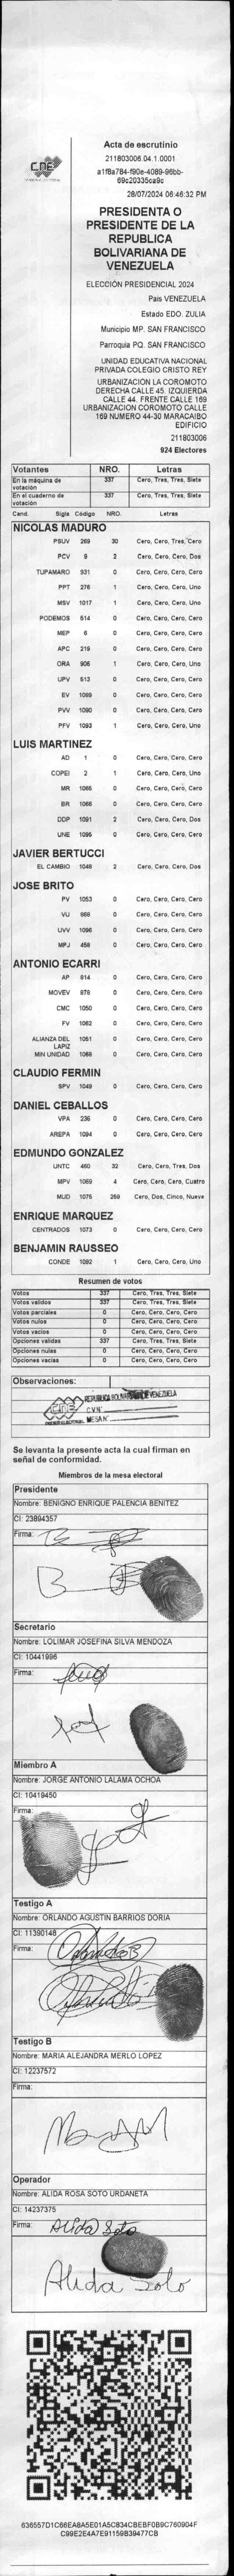 CNE
Acta de escrutinio
211803006.04.1.0001
a1f8a784-f90e-4089-96bb-
69c20335ca9c
28/07/2024 06:46:32 PM
PRESIDENTA O
PRESIDENTE DE LA
REPUBLICA
BOLIVARIANA DE
VENEZUELA
ELECCIÓN PRESIDENCIAL 2024
Pais VENEZUELA
Estado EDO. ZULIA
Municipio MP. SAN FRANCISCO
Parroquia PQ. SAN FRANCISCO
UNIDAD EDUCATIVA NACIONAL
PRIVADA COLEGIO CRISTO REY
URBANIZACION LA COROMOTO
DERECHA CALLE 45. IZQUIERDA
CALLE 44. FRENTE CALLE 169
URBANIZACION COROMOTO CALLE
169 NUMERO 44-30 MARACAIBO
EDIFICIO
211803006
924 Electores
Votantes NRO. Letras
En la máquina de votación 337 Cero, Tres, Tres, Siete
En el cuaderno de votación 337 Cero, Tres, Tres, Siete
Cand. Sigla Código NRO. Letras
NICOLAS MADURO
PSUV 269 30 Cero, Cero, Tres, Cero
PCV 9 2 Cero, Cero, Cero, Dos
TUPAMARO 931 0 Cero, Cero, Cero, Cero
PPT 276 1 Cero, Cero, Cero, Uno
MSV 1017 1 Cero, Cero, Cero, Uno
PODEMOS 514 0 Cero, Cero, Cero, Cero
MEP 6 0 Cero, Cero, Cero, Cero
APC 219 0 Cero, Cero, Cero, Cero
ORA 906 1 Cero, Cero, Cero, Uno
UPV 513 0 Cero, Cero, Cero, Cero
EV 1089 0 Cero, Cero, Cero, Cero
PVV 1090 0 Cero, Cero, Cero, Cero
PFV 1093 1 Cero, Cero, Cero, Uno
LUIS MARTINEZ
AD 1 0 Cero, Cero, Cero, Cero
COPEI 2 1 Cero, Cero, Cero, Uno
MR 1065 0 Cero, Cero, Cero, Cero
BR 1066 0 Cero, Cero, Cero, Cero
DDP 1091 2 Cero, Cero, Cero, Dos
UNE 1095 0 Cero, Cero, Cero, Cero
JAVIER BERTUCCI
EL CAMBIO 1048 2 Cero, Cero, Cero, Dos
JOSE BRITO
PV 1053 0 Cero, Cero, Cero, Cero
VU 868 0 Cero, Cero, Cero, Cero
UVV 1096 0 Cero, Cero, Cero, Cero
MPJ 458 0 Cero, Cero, Cero, Cero
ANTONIO ECARRI
AP 814 0 Cero, Cero, Cero, Cero
MOVEV 878 0 Cero, Cero, Cero, Cero
CMC 1050 0 Cero, Cero, Cero, Cero
FV 1062 0 Cero, Cero, Cero, Cero
ALIANZA DEL LAPIZ 1051 0 Cero, Cero, Cero, Cero
MIN UNIDAD 1068 0 Cero, Cero, Cero, Cero
CLAUDIO FERMIN
SPV 1049 0 Cero, Cero, Cero, Cero
DANIEL CEBALLOS
VPA 236 0 Cero, Cero, Cero, Cero
AREPA 1094 0 Cero, Cero, Cero, Cero
EDMUNDO GONZALEZ
UNTC 460 32 Cero, Cero, Tres, Dos
MPV 1069 4 Cero, Cero, Cero, Cuatro
MUD 1075 259 Cero, Dos, Cinco, Nueve
ENRIQUE MARQUEZ
CENTRADOS 1073 0 Cero, Cero, Cero, Cero
BENJAMIN RAUSSEO
CONDE 1092 1 Cero, Cero, Cero, Uno
Resumen de votos
Votos 337 Cero, Tres, Tres, Siete
Votos validos 337 Cero, Tres, Tres, Siete
Votos parciales 0 Cero, Cero, Cero, Cero
Votos nulos 0 Cero, Cero, Cero, Cero
Votos vacios 0 Cero, Cero, Cero, Cero
Opciones validas 337 Cero, Tres, Tres, Siete
Opciones nulas 0 Cero, Cero, Cero, Cero
Opciones vacias 0 Cero, Cero, Cero, Cero
Observaciones:
CNE
MESA N°
Se levanta la presente acta la cual firman en
señal de conformidad.
Miembros de la mesa electoral
Presidente
Nombre: BENIGNO ENRIQUE PALENCIA BENITEZ
CI: 23894357
Firma:
Secretario
Nombre: LOLIMAR JOSEFINA SILVA MENDOZA
CI: 10441996
Firma:
Miembro A
Nombre: JORGE ANTONIO LALAMA OCHOA
CI: 10419450
Firma:
Testigo A
Nombre: ORLANDO AGUSTIN BARRIOS DORIA
CI: 11390146
Firma:
Testigo B
Nombre: MARIA ALEJANDRA MERLO LOPEZ
CI: 12237572
Firma:
Operador
Nombre: ALIDA ROSA SOTO URDANETA
CI: 14237375
Firma: Alida Soto
Alida Soto
636557D1C66EA8A5E01A5C834CBEBF0B9C760904F
C99E2E4A7E91159B39477CB